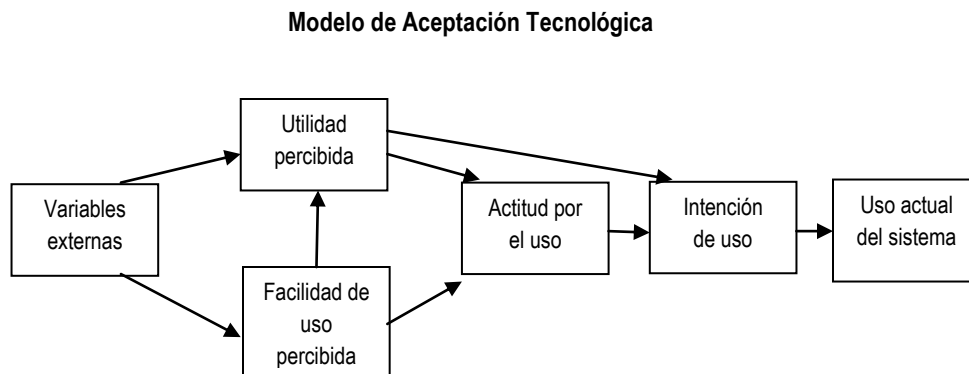 Modelo de Aceptación Tecnológica
Utilidad
percibida
Variables
externas
Facilidad de
uso
percibida
Actitud por
el uso
Intención
de uso
Uso actual
del sistema